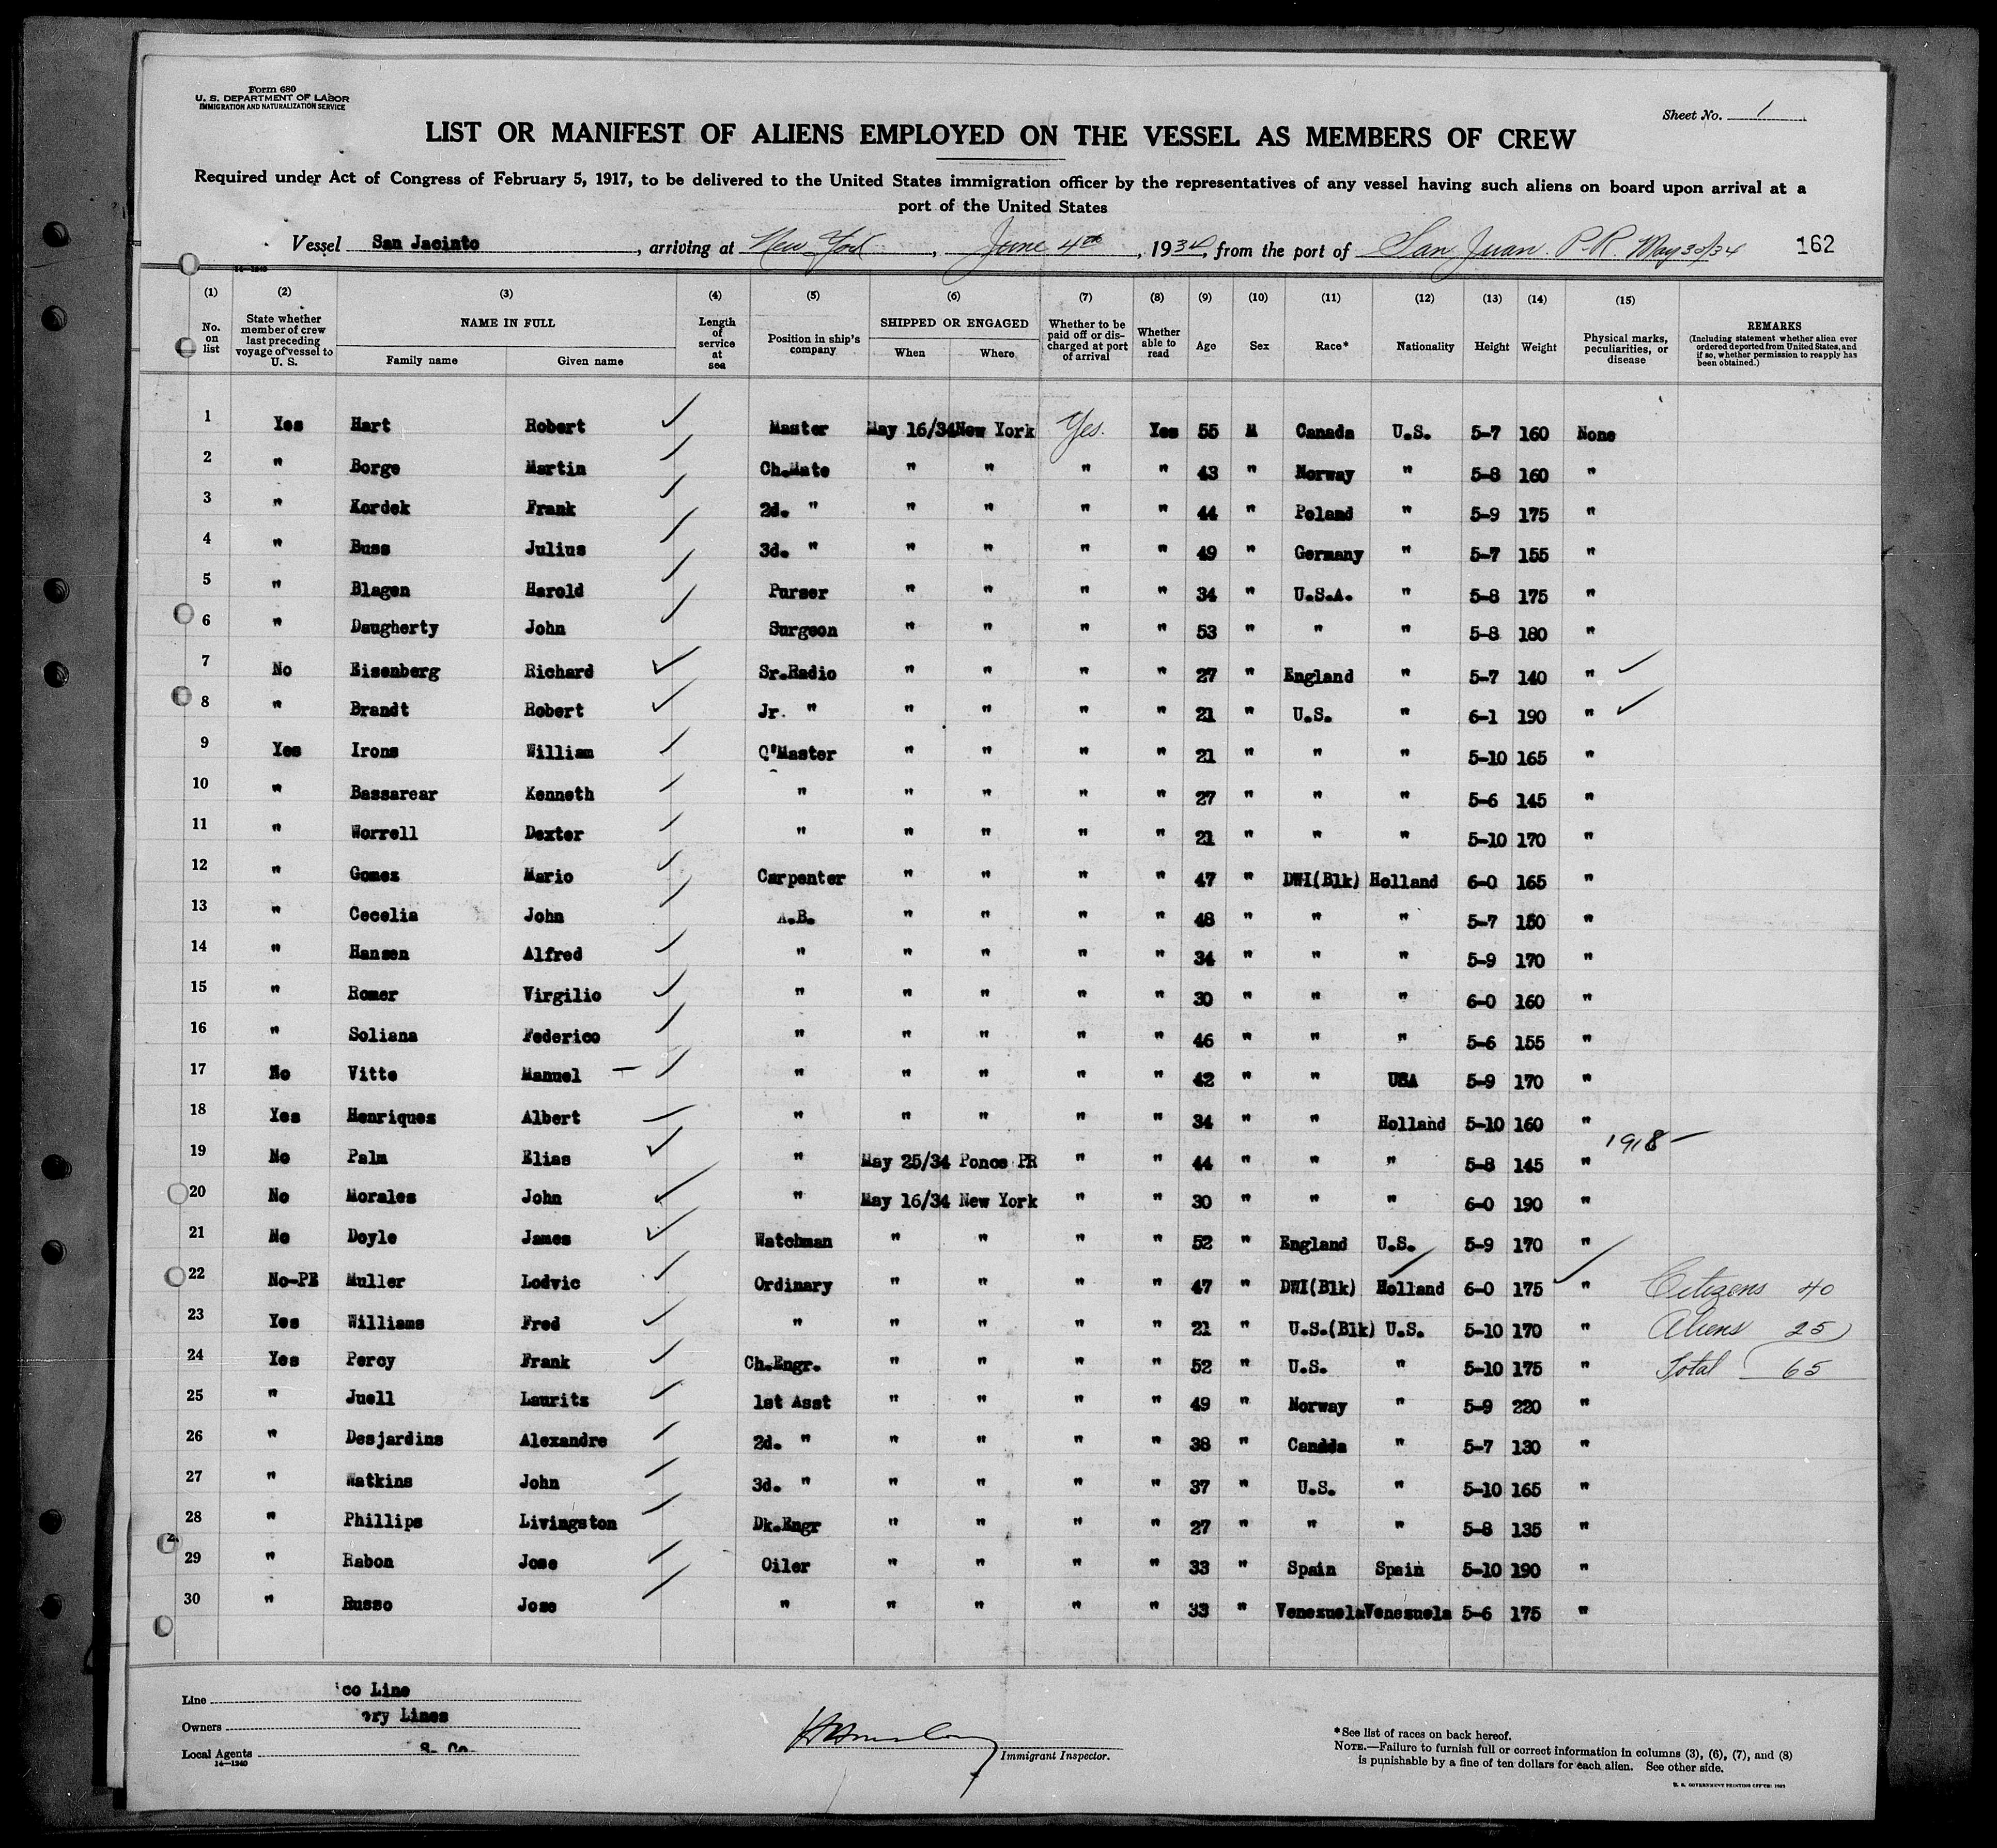 Form 680
U. S. DEPARTMENT OF LABOR
IMMIGRATION AND NATURALIZATION SERVICE
Sheet No. 1
LIST OR MANIFEST OF ALIENS EMPLOYED ON THE VESSEL AS MEMBERS OF CREW
Required under Act of Congress of February 5, 1917, to be delivered to the United States immigration officer by the representatives of any vessel having such aliens on board upon arrival at a
port of the United States
Vessel San Jacinto, arriving at New York, June 4th, 1934, from the port of San Juan. P.R. May 30/34 162
(1) (2) (3) (4) (5) (6) (7) (8) (9) (10) (11) (12) (13) (14) (15)
No. on list State whether member of crew last preceding voyage of vessel to U. S. NAME IN FULL Family name Given name Length of service at sea Position in ship's company SHIPPED OR ENGAGED When Where Whether to be paid off or discharged at port of arrival Whether able to read Age Sex Race* Nationality Height Weight Physical marks, peculiarities, or disease REMARKS (Including statement whether alien ever ordered deported from United States, and if so, whether permission to reapply has been obtained.)
1 Yes Hart Robert Master May 16/34 New York Yes. Yes 55 M Canada U.S. 5-7 160 None
2 " Borge Martin Ch.Mate " " " " 43 " Norway " 5-8 160 "
3 " Kordek Frank 2d. " " " " " 44 " Poland " 5-9 175 "
4 " Buss Julius 3d. " " " " " 49 " Germany " 5-7 155 "
5 " Blagen Harold Purser " " " " 34 " U.S.A. " 5-8 175 "
6 " Daugherty John Surgeon " " " " 53 " " " 5-8 180 "
7 No Eisenberg Richard Sr.Radio " " " " 27 " England " 5-7 140 "
8 " Brandt Robert Jr. " " " " " 21 " U.S. " 6-1 190 "
9 Yes Irons William Q'Master " " " " 21 " " " 5-10 165 "
10 " Bassarear Kenneth " " " " " 27 " " " 5-6 145 "
11 " Worrell Dexter " " " " " 21 " " " 5-10 170 "
12 " Gomez Mario Carpenter " " " " 47 " DWI(Blk) Holland 6-0 165 "
13 " Cecelia John A.B. " " " " 48 " " " 5-7 150 "
14 " Hansen Alfred " " " " " 34 " " " 5-9 170 "
15 " Romer Virgilio " " " " " 30 " " " 6-0 160 "
16 " Soliana Federico " " " " " 46 " " " 5-6 155 "
17 No Vitto Manuel — " " " " " 42 " " USA 5-9 170 "
18 Yes Henriquez Albert " " " " " 34 " " Holland 5-10 160 "
19 No Palm Elias " May 25/34 Ponce PR " " 44 " " " 5-8 145 " 1918 —
20 No Morales John " May 16/34 New York " " 30 " " " 6-0 190 "
21 No Doyle James Watchman " " " " 52 " England U.S. 5-9 170 "
22 No-PR Muller Lodvic Ordinary " " " " 47 " DWI(Blk) Holland 6-0 175 " Citizens 40
23 Yes Williams Fred " " " " " 21 " U.S.(Blk) U.S. 5-10 170 " Aliens 25
24 Yes Percy Frank Ch.Engr. " " " " 52 " U.S. " 5-10 175 " Total 65
25 " Juell Lauritz 1st Asst " " " " 49 " Norway " 5-9 220 "
26 " Desjardins Alexandre 2d. " " " " " 38 " Canada " 5-7 130 "
27 " Watkins John 3d. " " " " " 37 " U.S. " 5-10 165 "
28 " Phillips Livingston Dk.Engr " " " " 27 " " " 5-8 135 "
29 " Rabon Jose Oiler " " " " 33 " Spain Spain 5-10 190 "
30 " Russo Jose " " " " " 33 " Venezuela Venezuela 5-6 175 "
Line co Line
Owners ory Lines
Local Agents S. Co
14—1240
Immigrant Inspector.
*See list of races on back hereof.
NOTE.—Failure to furnish full or correct information in columns (3), (6), (7), and (8)
is punishable by a fine of ten dollars for each alien. See other side.